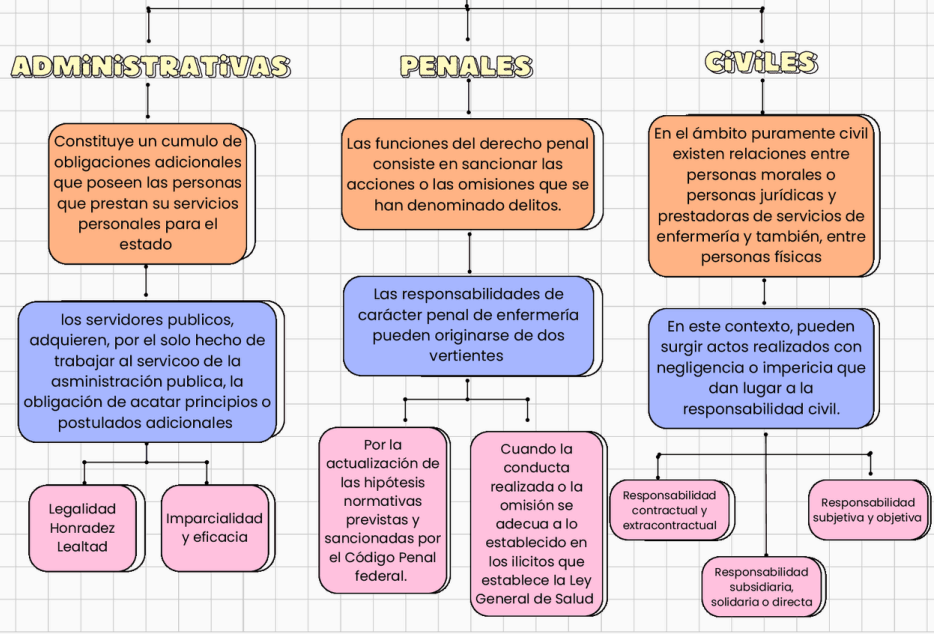 ADMINISTRATIVAS
Constituye un cumulo de
obligaciones adicionales
que poseen las personas
que prestan su servicios
personales para el
estado
los servidores publicos,
adquieren, por el solo hecho de
trabajar al servicoo de la
asministración publica, la
obligación de acatar principios o
postulados adicionales
Legalidad
Honradez
Lealtad
Imparcialidad
y eficacia
PENALES
Las funciones del derecho penal
consiste en sancionar las
acciones o las omisiones que se
han denominado delitos.
Las responsabilidades de
carácter penal de enfermería
pueden originarse de dos
vertientes
Por la
actualización de
las hipótesis
normativas
previstas y
sancionadas por
el Código Penal
federal.
Cuando la
conducta
realizada o la
omisión se
adecua a lo
establecido en
los ilicitos que
establece la Ley
General de Salud
CIVILES
En el ámbito puramente civil
existen relaciones entre
personas morales o
personas jurídicas y
prestadoras de servicios de
enfermería y también, entre
personas físicas
En este contexto, pueden
surgir actos realizados con
negligencia o impericia que
dan lugar a la
responsabilidad civil.
Responsabilidad
contractual y
extracontractual
Responsabilidad
subsidiaria,
solidaria o directa
Responsabilidad
subjetiva y objetiva